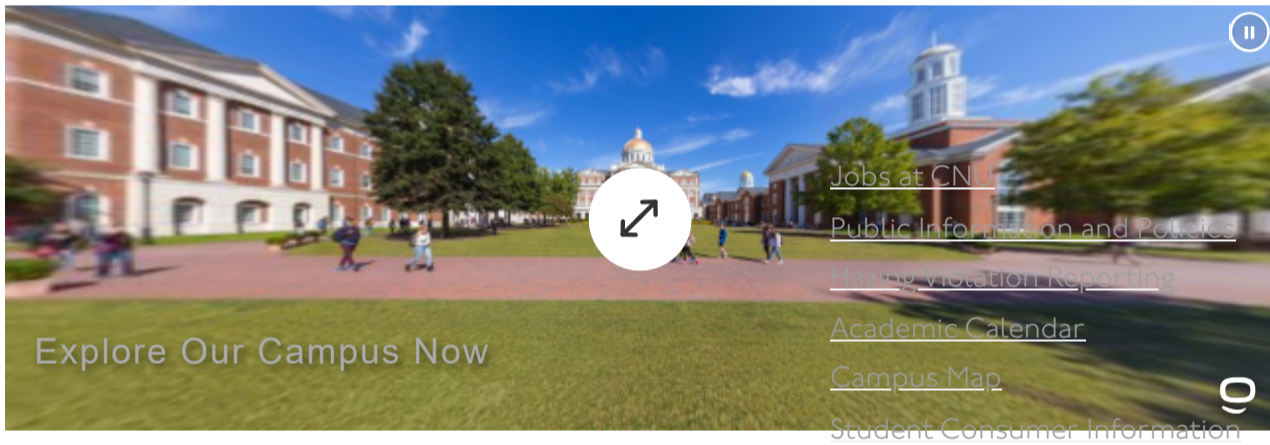 Jobs at CNU
Public Information and Policies
Hazing Violation Reporting
Explore Our Campus Now
Academic Calendar
Campus Map
Student Consumer Information